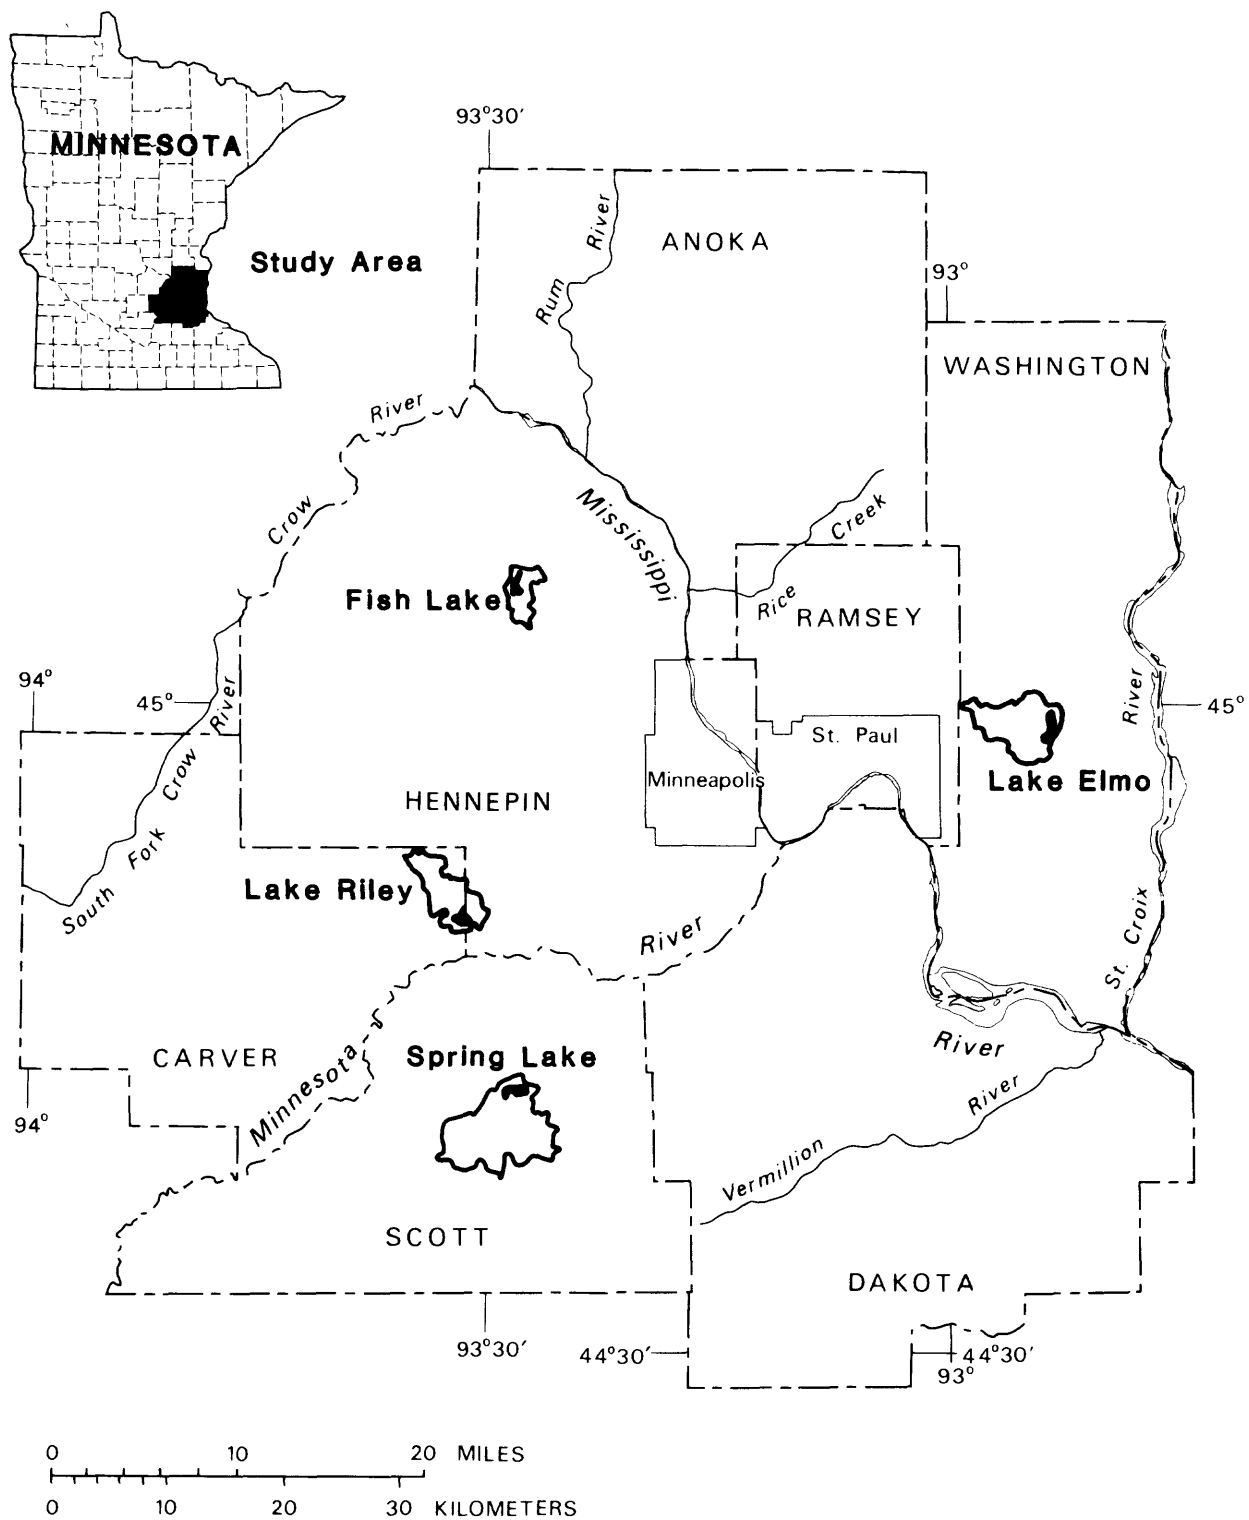 93°30′
MINNESOTA
River
ANOKA
Study Area
93°
Rum
WASHINGTON
River
Crow
Mississippi
Creek
Fish Lake
Rice
RAMSEY
94°
45°
River
River
45°
St. Paul
Crow
Minneapolis
Lake Elmo
HENNEPIN
Fork
Lake Riley
South
River
St. Croix
River
CARVER
Minnesota
Spring Lake
River
94°
Vermillion
SCOTT
DAKOTA
93°30′
44°30′
44°30′
93°
0 10 20 MILES
0 10 20 30 KILOMETERS